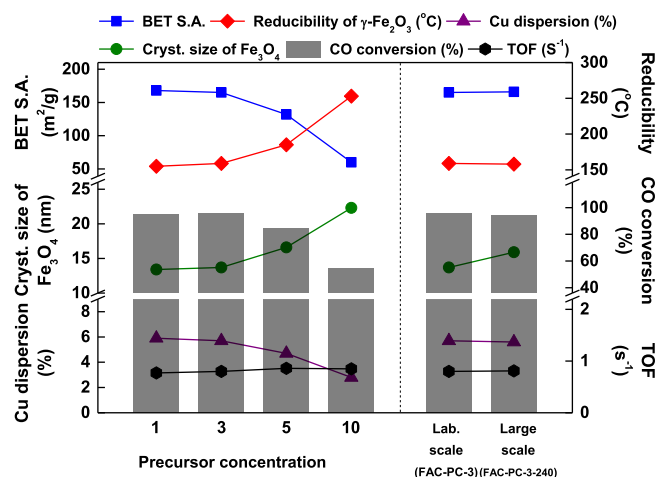 BET S.A. Reducibility of γ-Fe₂O₃ (°C) Cu dispersion (%)
Cryst. size of Fe₃O₄ CO conversion (%) TOF (S⁻¹)
BET S.A.
(m²/g)
200
150
100
50
Cryst. size of
Fe₃O₄ (nm)
25
20
15
10
Cu dispersion
(%)
8
6
4
2
0
Reducibility
(°C)
300
250
200
150
CO conversion
(%)
100
80
60
40
TOF
(s⁻¹)
2
1
0
1 3 5 10
Precursor concentration
Lab. Large
scale scale
(FAC-PC-3) (FAC-PC-3-240)